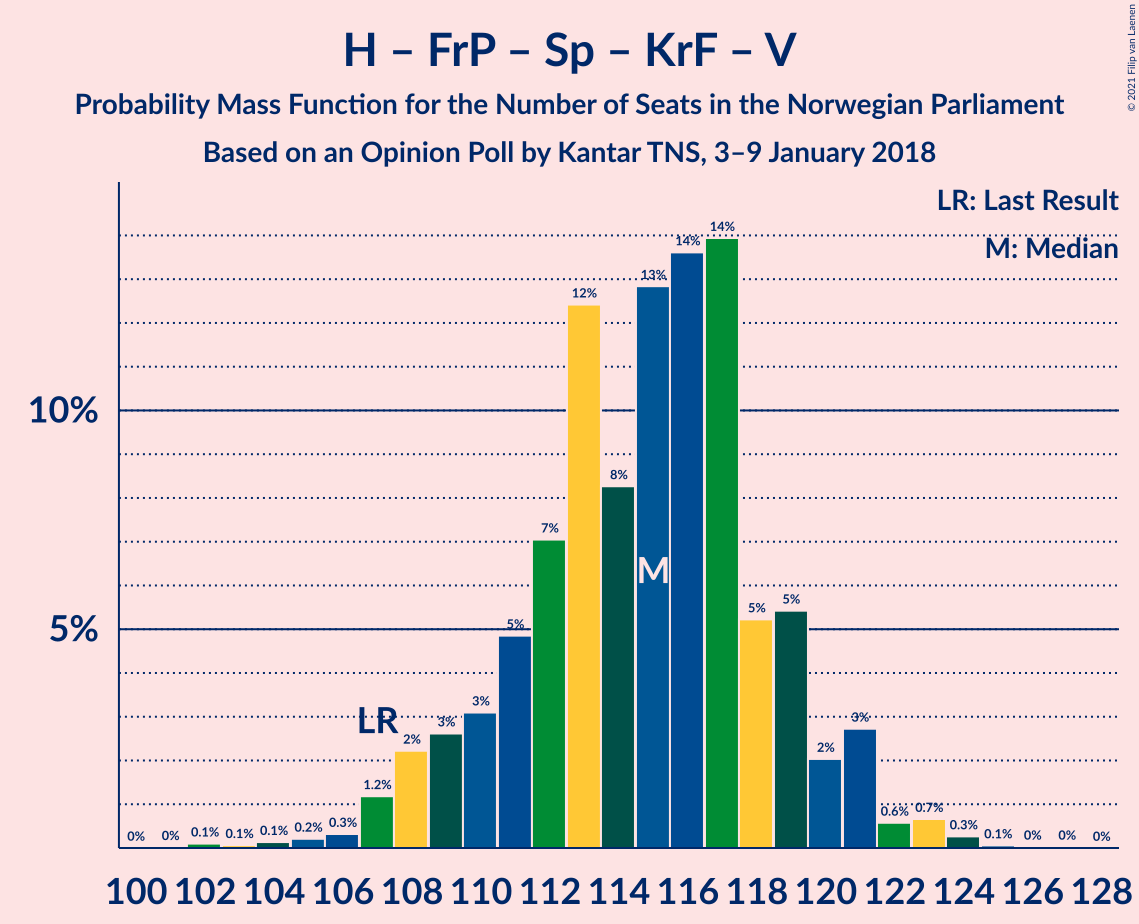 H – FrP – Sp – KrF – V
Probability Mass Function for the Number of Seats in the Norwegian Parliament
Based on an Opinion Poll by Kantar TNS, 3–9 January 2018
© 2021 Filip van Laenen
LR: Last Result
M: Median
10%
5%
0% 0% 0.1% 0.1% 0.1% 0.2% 0.3% 1.2% 2% 3% 3% 5% 7% 12% 8% 13% 14% 14% 5% 5% 2% 3% 0.6% 0.7% 0.3% 0.1% 0% 0% 0%
LR
M
100 102 104 106 108 110 112 114 116 118 120 122 124 126 128